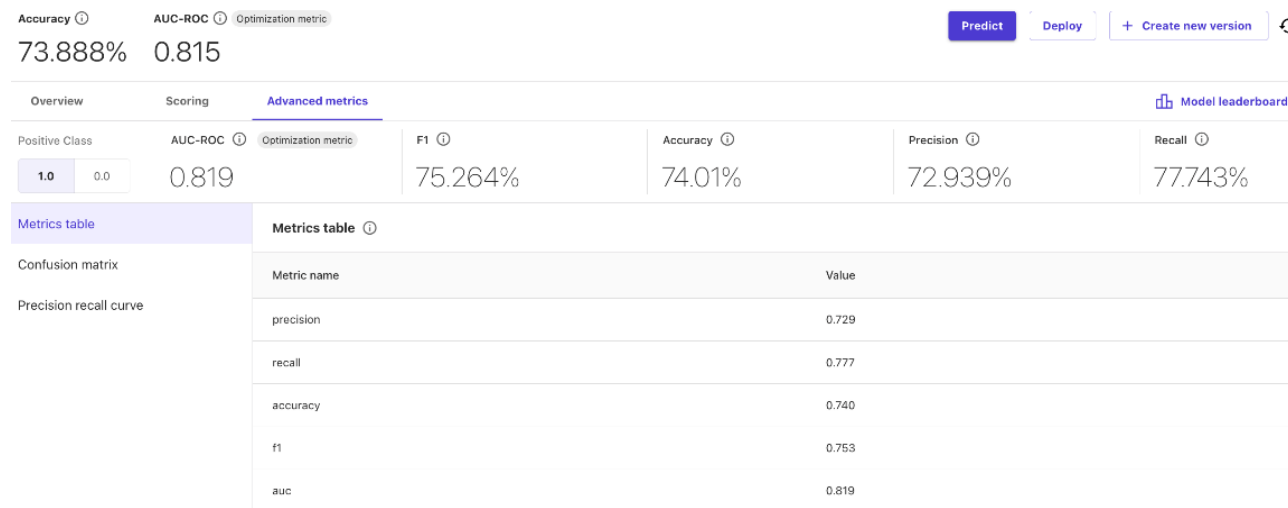 Accuracy AUC-ROC Optimization metric
73.888% 0.815
Predict Deploy + Create new version
Overview Scoring Advanced metrics Model leaderboard
Positive Class AUC-ROC Optimization metric F1 Accuracy Precision Recall
1.0 0.0 0.819 75.264% 74.01% 72.939% 77.743%
Metrics table
Confusion matrix
Precision recall curve
Metrics table
Metric name Value
precision 0.729
recall 0.777
accuracy 0.740
f1 0.753
auc 0.819